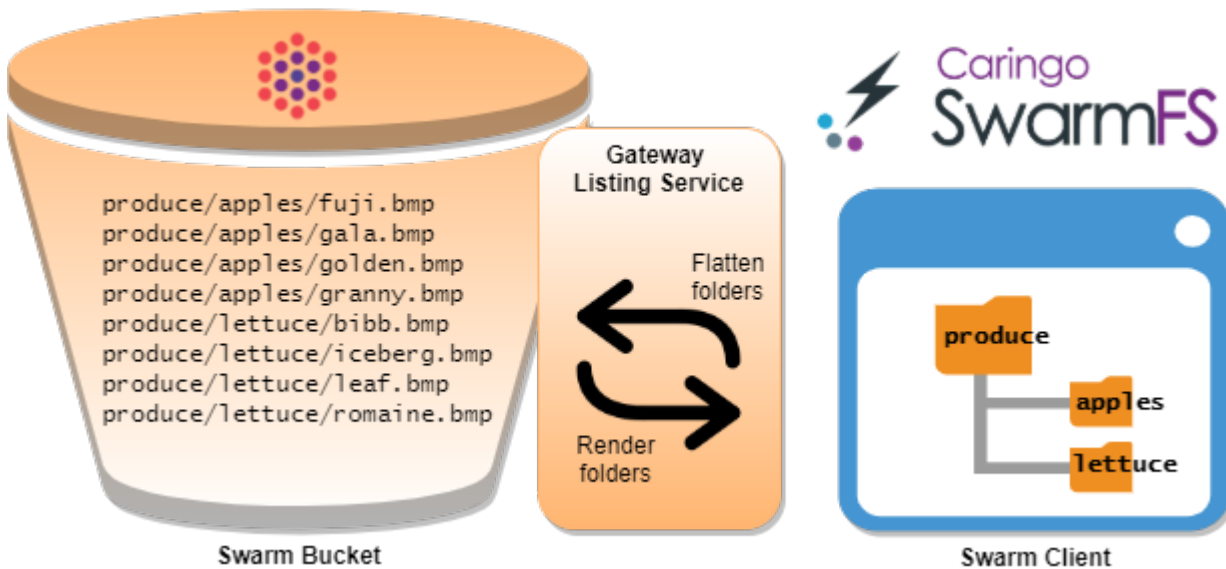 Caringo
SwarmFS
Gateway
Listing Service
produce/apples/fuji.bmp
produce/apples/gala.bmp
produce/apples/golden.bmp
produce/apples/granny.bmp
produce/lettuce/bibb.bmp
produce/lettuce/iceberg.bmp
produce/lettuce/leaf.bmp
produce/lettuce/romaine.bmp
Flatten
folders
Render
folders
produce
apples
lettuce
Swarm Bucket
Swarm Client